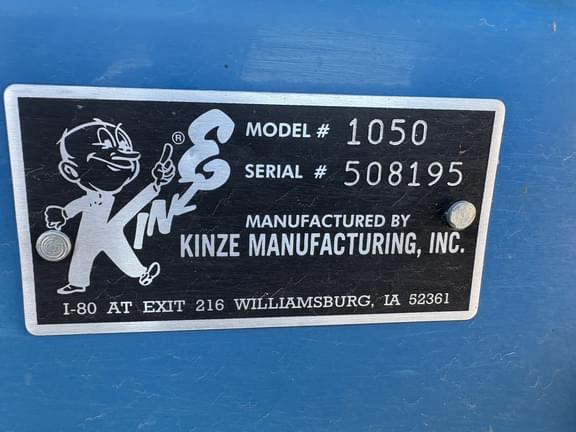 KINZE ®
MODEL # 1050
SERIAL # 508195
MANUFACTURED BY
KINZE MANUFACTURING, INC.
I-80 AT EXIT 216 WILLIAMSBURG, IA 52361